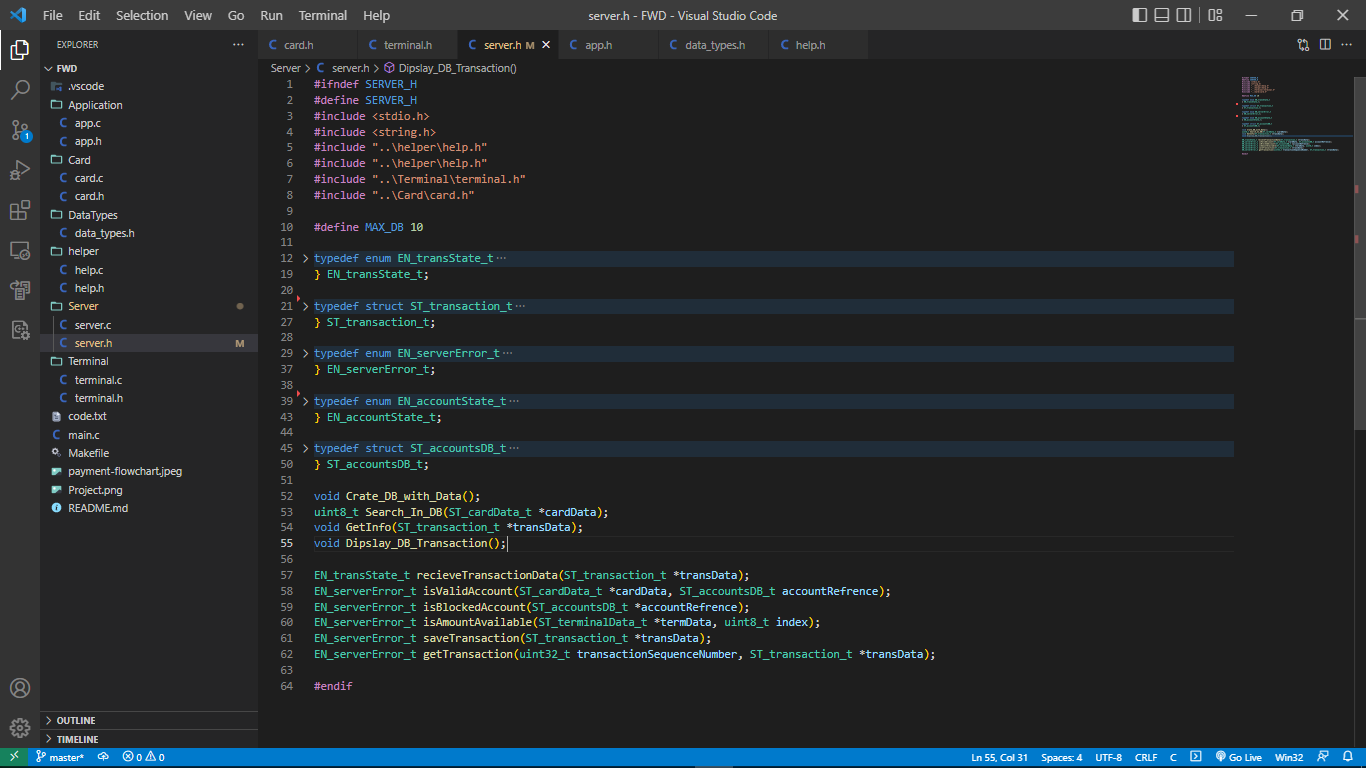 File Edit Selection View Go Run Terminal Help server.h - FWD - Visual Studio Code
EXPLORER
FWD
.vscode
Application
app.c
app.h
Card
card.c
card.h
DataTypes
data_types.h
helper
help.c
help.h
Server
server.c
server.h M
Terminal
terminal.c
terminal.h
code.txt
main.c
Makefile
payment-flowchart.jpeg
Project.png
README.md
OUTLINE
TIMELINE
1
card.h terminal.h server.h M app.h data_types.h help.h
Server > server.h > Dipslay_DB_Transaction()
1 #ifndef SERVER_H
2 #define SERVER_H
3 #include <stdio.h>
4 #include <string.h>
5 #include "..\helper\help.h"
6 #include "..\helper\help.h"
7 #include "..\Terminal\terminal.h"
8 #include "..\Card\card.h"
9
10 #define MAX_DB 10
11
12 typedef enum EN_transState_t ···
19 } EN_transState_t;
20
21 typedef struct ST_transaction_t ···
27 } ST_transaction_t;
28
29 typedef enum EN_serverError_t ···
37 } EN_serverError_t;
38
39 typedef enum EN_accountState_t ···
43 } EN_accountState_t;
44
45 typedef struct ST_accountsDB_t ···
50 } ST_accountsDB_t;
51
52 void Crate_DB_with_Data();
53 uint8_t Search_In_DB(ST_cardData_t *cardData);
54 void GetInfo(ST_transaction_t *transData);
55 void Dipslay_DB_Transaction();
56
57 EN_transState_t recieveTransactionData(ST_transaction_t *transData);
58 EN_serverError_t isValidAccount(ST_cardData_t *cardData, ST_accountsDB_t accountRefrence);
59 EN_serverError_t isBlockedAccount(ST_accountsDB_t *accountRefrence);
60 EN_serverError_t isAmountAvailable(ST_terminalData_t *termData, uint8_t index);
61 EN_serverError_t saveTransaction(ST_transaction_t *transData);
62 EN_serverError_t getTransaction(uint32_t transactionSequenceNumber, ST_transaction_t *transData);
63
64 #endif
master* 0 0 Ln 55, Col 31 Spaces: 4 UTF-8 CRLF C Go Live Win32